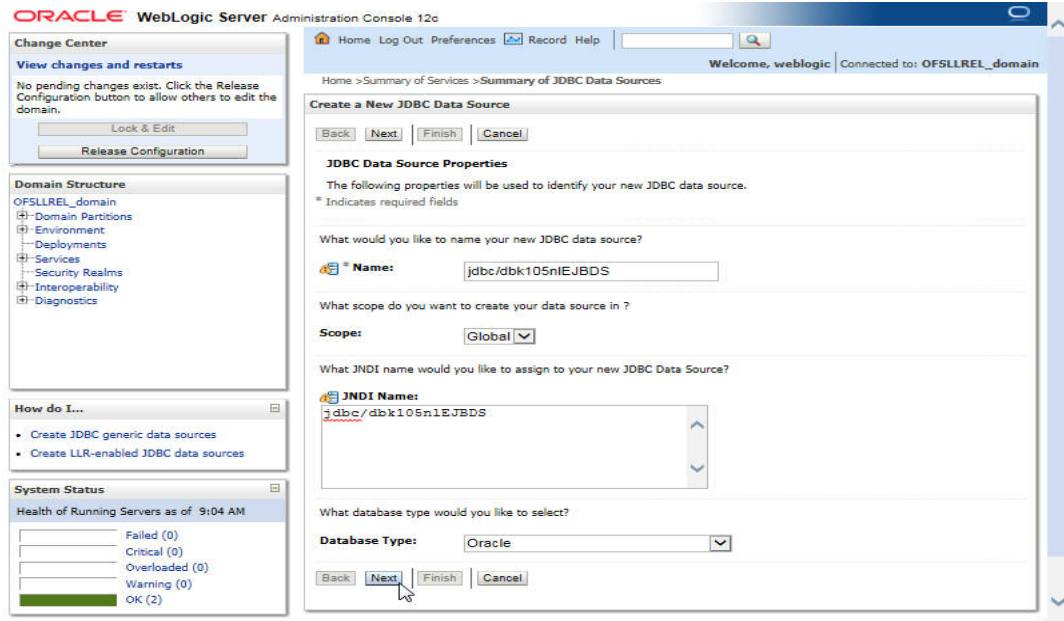 ORACLE WebLogic Server Administration Console 12c
Change Center
View changes and restarts
No pending changes exist. Click the Release
Configuration button to allow others to edit the
domain.
Lock & Edit
Release Configuration
Domain Structure
OFSLLREL_domain
Domain Partitions
Environment
Deployments
Services
Security Realms
Interoperability
Diagnostics
How do I...
Create JDBC generic data sources
Create LLR-enabled JDBC data sources
System Status
Health of Running Servers as of 9:04 AM
Failed (0)
Critical (0)
Overloaded (0)
Warning (0)
OK (2)
Home Log Out Preferences Record Help
Welcome, weblogic Connected to: OFSLLREL_domain
Home >Summary of Services >Summary of JDBC Data Sources
Create a New JDBC Data Source
Back Next Finish Cancel
JDBC Data Source Properties
The following properties will be used to identify your new JDBC data source.
* Indicates required fields
What would you like to name your new JDBC data source?
* Name: jdbc/dbk105nlEJBDS
What scope do you want to create your data source in ?
Scope: Global
What JNDI name would you like to assign to your new JDBC Data Source?
JNDI Name:
jdbc/dbk105nlEJBDS
What database type would you like to select?
Database Type: Oracle
Back Next Finish Cancel